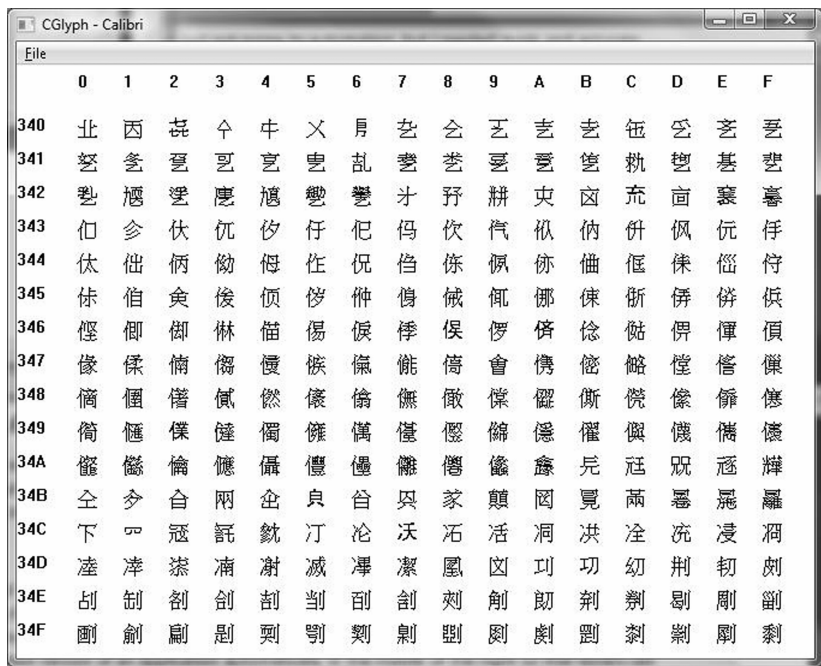 CGlyph - Calibri
File
0 1 2 3 4 5 6 7 8 9 A B C D E F
340 㐀 㐁 㐂 㐃 㐄 㐅 㐆 㐇 㐈 㐉 㐊 㐋 㐌 㐍 㐎 㐏
341 㐐 㐑 㐒 㐓 㐔 㐕 㐖 㐗 㐘 㐙 㐚 㐛 㐜 㐝 㐞 㐟
342 㐠 㐡 㐢 㐣 㐤 㐥 㐦 㐧 㐨 㐩 㐪 㐫 㐬 㐭 㐮 㐯
343 㐰 㐱 㐲 㐳 㐴 㐵 㐶 㐷 㐸 㐹 㐺 㐻 㐼 㐽 㐾 㐿
344 㑀 㑁 㑂 㑃 㑄 㑅 㑆 㑇 㑈 㑉 㑊 㑋 㑌 㑍 㑎 㑏
345 㑐 㑑 㑒 㑓 㑔 㑕 㑖 㑗 㑘 㑙 㑚 㑛 㑜 㑝 㑞 㑟
346 㑠 㑡 㑢 㑣 㑤 㑥 㑦 㑧 㑨 㑩 㑪 㑫 㑬 㑭 㑮 㑯
347 㑰 㑱 㑲 㑳 㑴 㑵 㑶 㑷 㑸 㑹 㑺 㑻 㑼 㑽 㑾 㑿
348 㒀 㒁 㒂 㒃 㒄 㒅 㒆 㒇 㒈 㒉 㒊 㒋 㒌 㒍 㒎 㒏
349 㒐 㒑 㒒 㒓 㒔 㒕 㒖 㒗 㒘 㒙 㒚 㒛 㒜 㒝 㒞 㒟
34A 㒠 㒡 㒢 㒣 㒤 㒥 㒦 㒧 㒨 㒩 㒪 㒫 㒬 㒭 㒮 㒯
34B 㒰 㒱 㒲 㒳 㒴 㒵 㒶 㒷 㒸 㒹 㒺 㒻 㒼 㒽 㒾 㒿
34C 㓀 㓁 㓂 㓃 㓄 㓅 㓆 㓇 㓈 㓉 㓊 㓋 㓌 㓍 㓎 㓏
34D 㓐 㓑 㓒 㓓 㓔 㓕 㓖 㓗 㓘 㓙 㓚 㓛 㓜 㓝 㓞 㓟
34E 㓠 㓡 㓢 㓣 㓤 㓥 㓦 㓧 㓨 㓩 㓪 㓫 㓬 㓭 㓮 㓯
34F 㓰 㓱 㓲 㓳 㓴 㓵 㓶 㓷 㓸 㓹 㓺 㓻 㓼 㓽 㓾 㓿